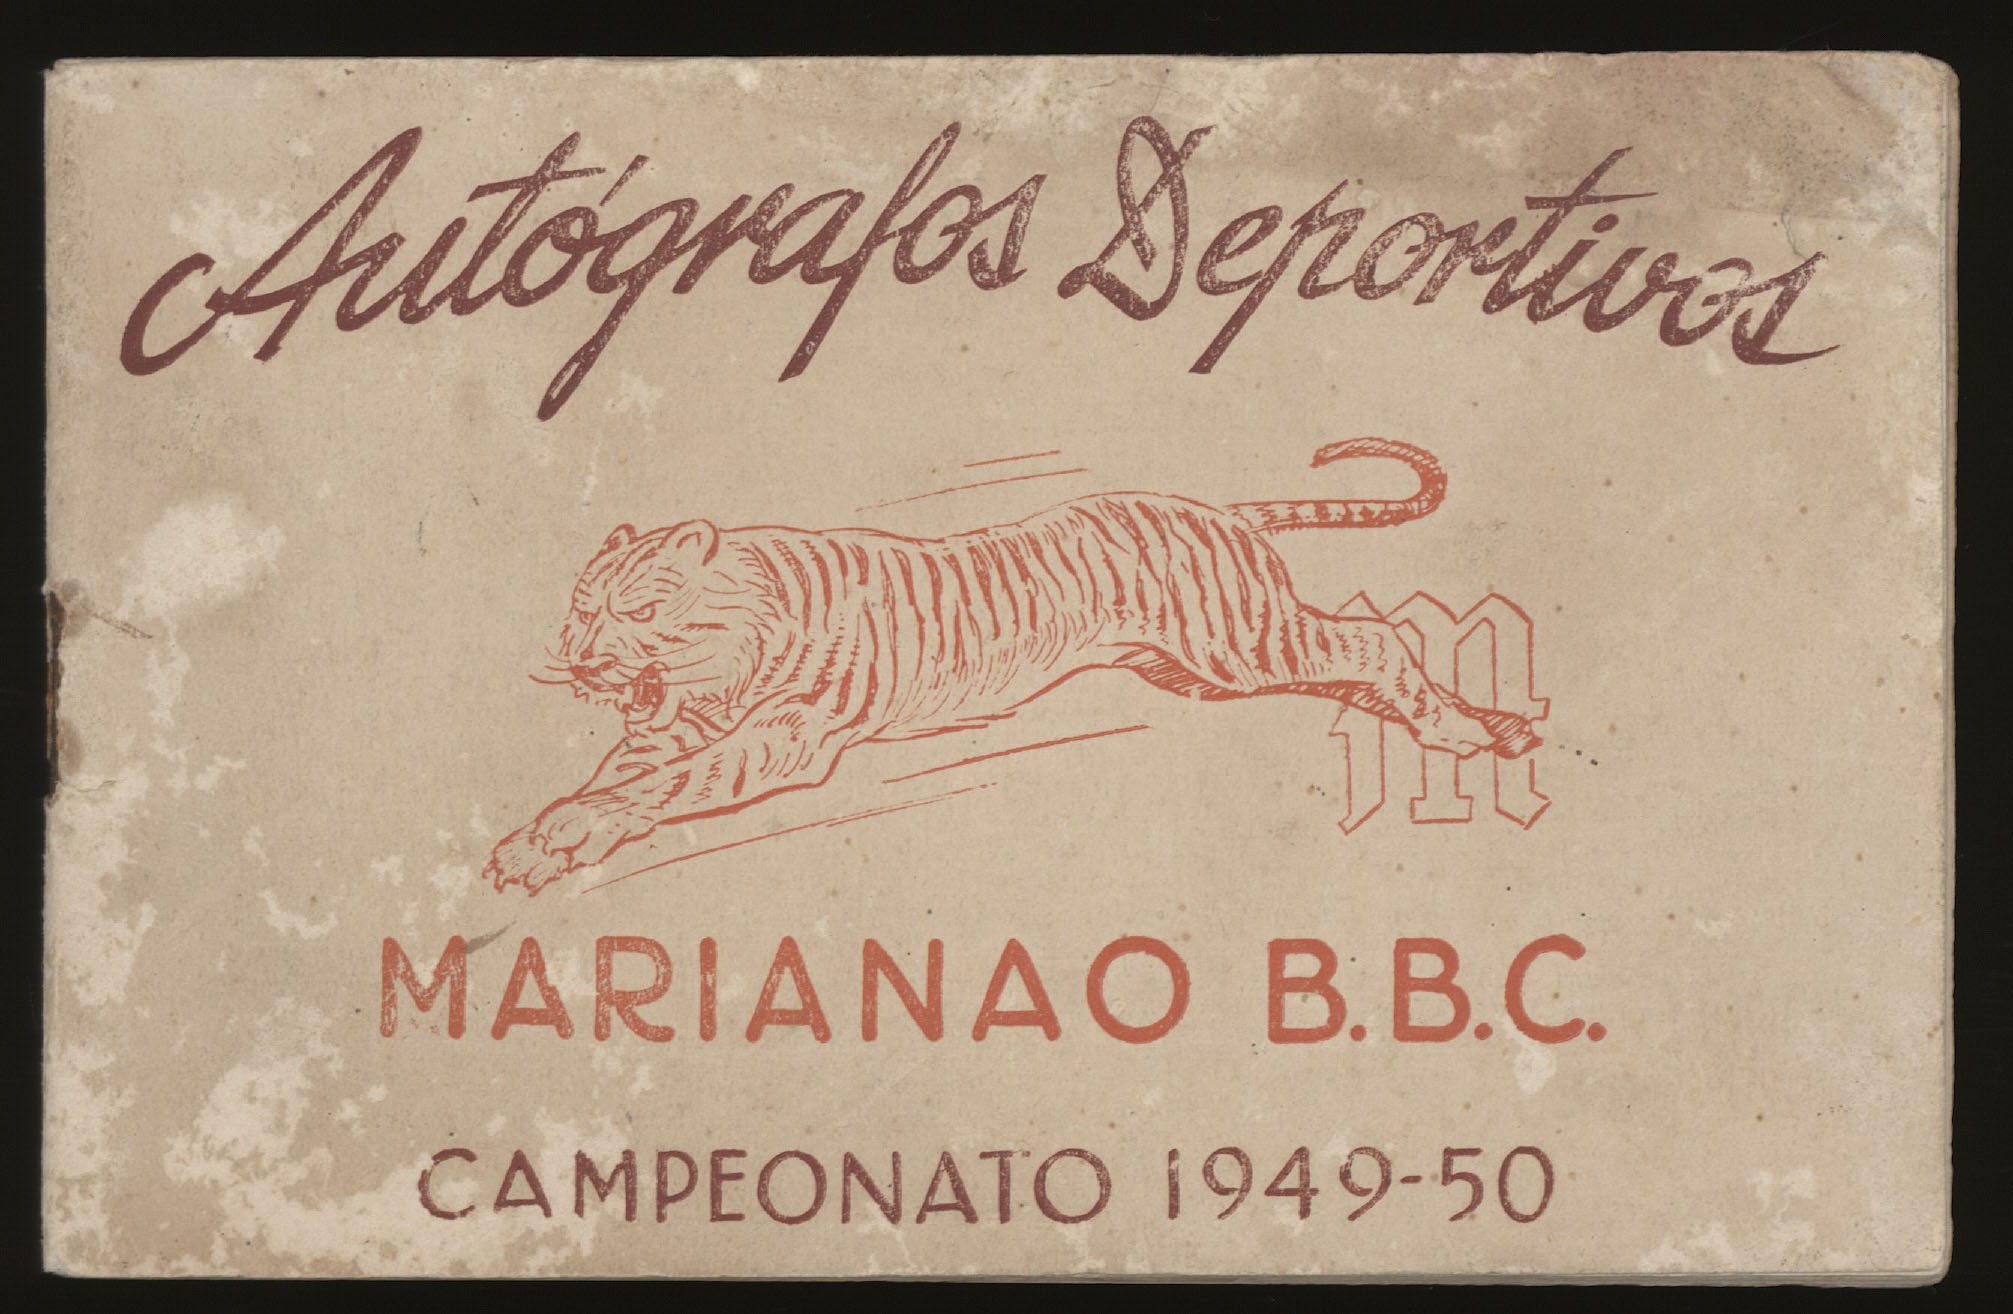 Autógrafos Deportivos
M
MARIANAO B.B.C.
CAMPEONATO 1949-50